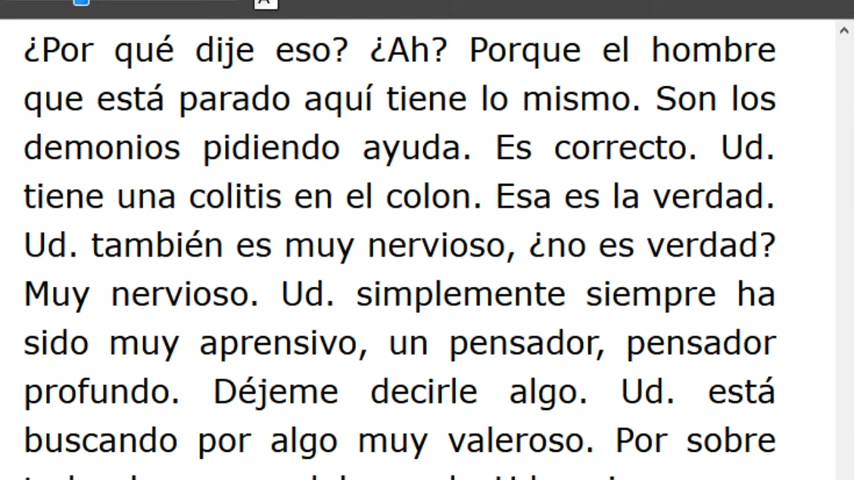 ¿Por qué dije eso? ¿Ah? Porque el hombre
que está parado aquí tiene lo mismo. Son los
demonios pidiendo ayuda. Es correcto. Ud.
tiene una colitis en el colon. Esa es la verdad.
Ud. también es muy nervioso, ¿no es verdad?
Muy nervioso. Ud. simplemente siempre ha
sido muy aprensivo, un pensador, pensador
profundo. Déjeme decirle algo. Ud. está
buscando por algo muy valeroso. Por sobre